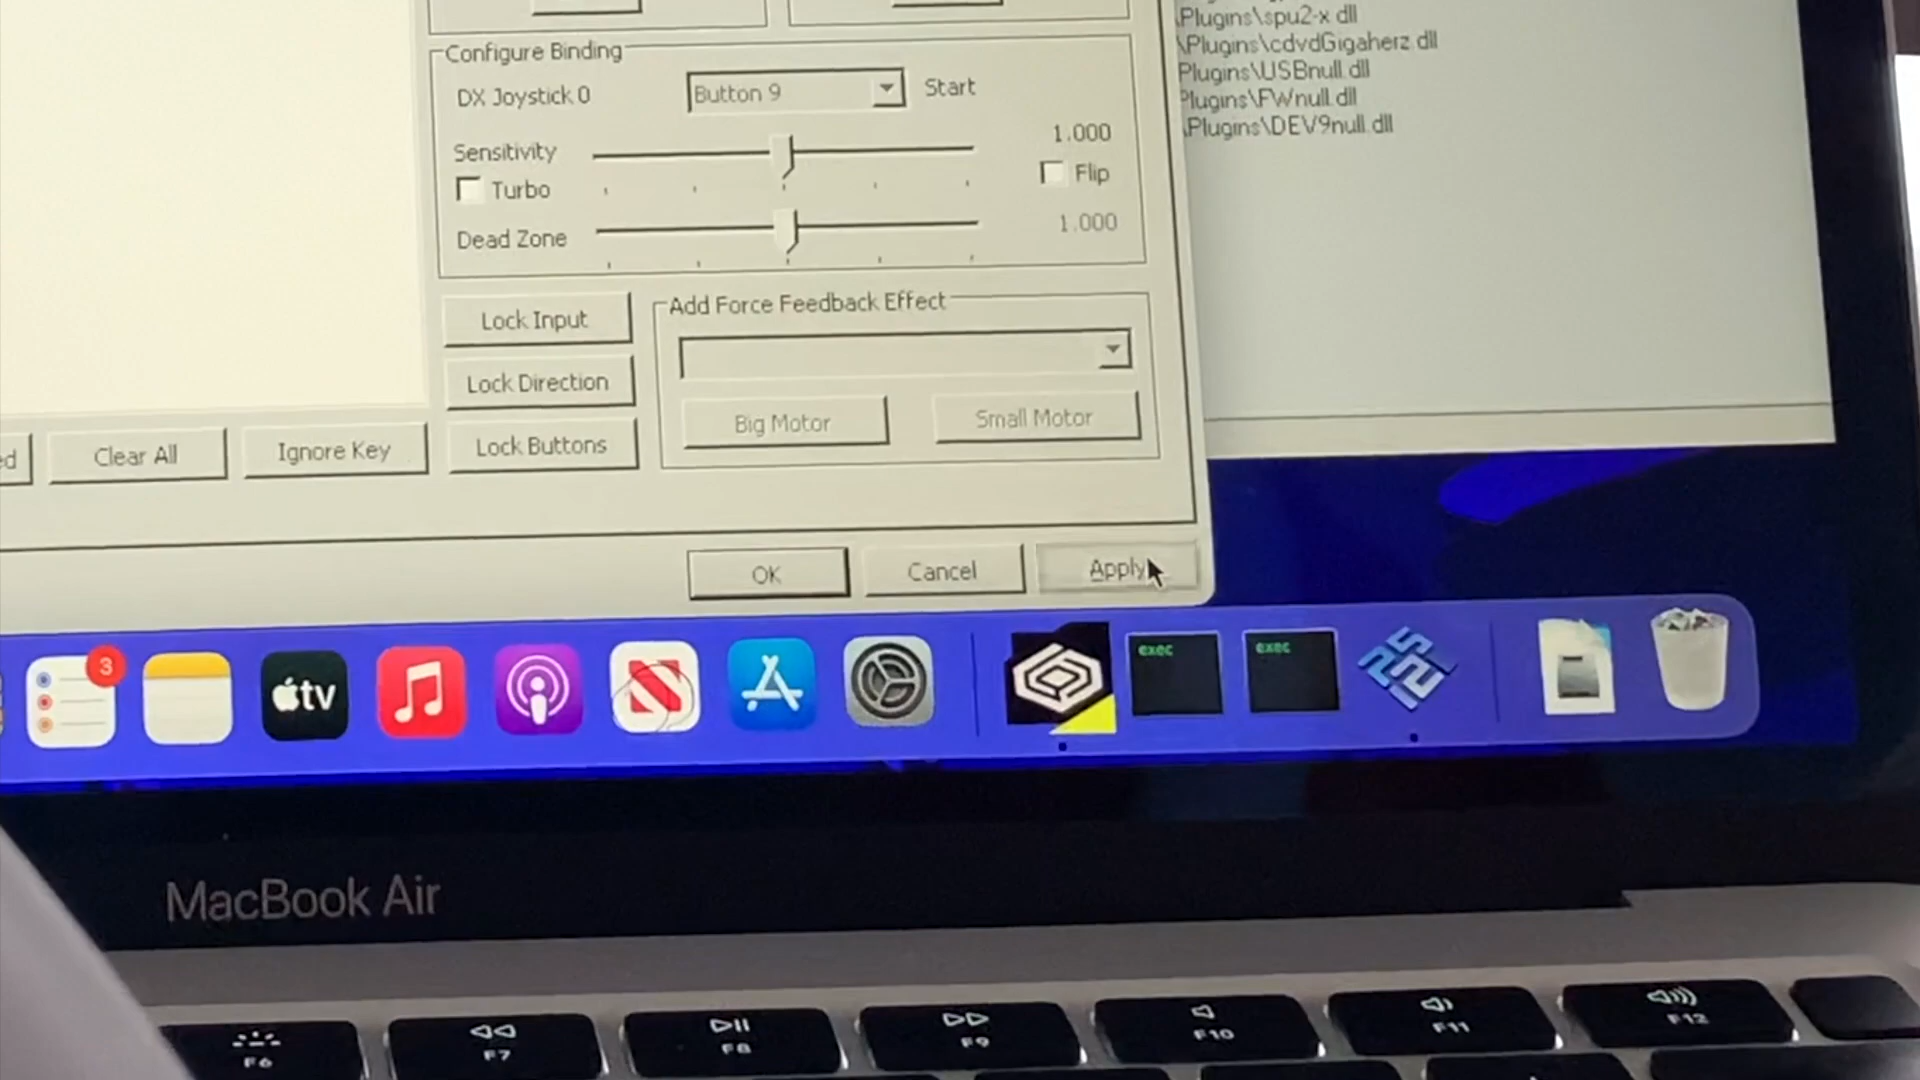 \Plugins\spu2-x dll
\Plugins\cdvdGigaherz.dll
Plugins\USBnull.dll
Plugins\FWnull.dll
\Plugins\DEV9null.dll
Configure Binding
DX Joystick 0
Button 9
Start
Sensitivity
1.000
Turbo
Flip
Dead Zone
1.000
Lock Input
Add Force Feedback Effect
Lock Direction
Big Motor
Small Motor
ed
Clear All
Ignore Key
Lock Buttons
OK
Cancel
Apply
3
tv
exec
exec
MacBook Air
F6
F7
F8
F9
F10
F11
F12